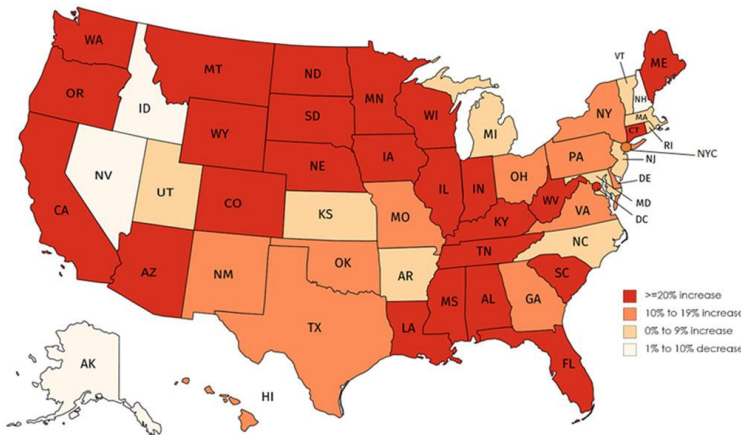 WA
MT
ND
MN
ME
VT
OR
ID
WY
SD
WI
MI
NY
NH
MA
CT
RI
NYC
NV
UT
CO
NE
IA
IL
IN
OH
PA
NJ
DE
MD
DC
CA
KS
MO
WV
VA
KY
AZ
NM
OK
AR
TN
NC
TX
LA
MS
AL
GA
SC
FL
AK
HI
>=20% increase
10% to 19% increase
0% to 9% increase
1% to 10% decrease